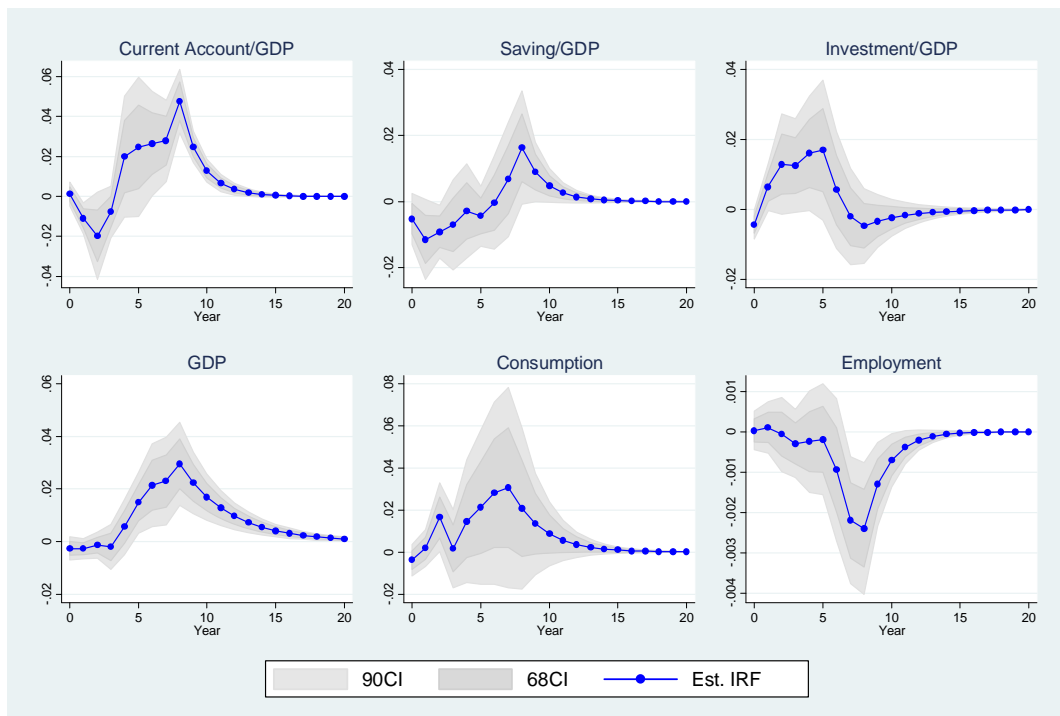 Current Account/GDP
.06
.04
.02
0
-.02
-.04
0 5 10 15 20
Year
Saving/GDP
.04
.02
0
-.02
0 5 10 15 20
Year
Investment/GDP
.04
.02
0
-.02
0 5 10 15 20
Year
GDP
.06
.04
.02
0
-.02
0 5 10 15 20
Year
Consumption
.08
.06
.04
.02
0
-.02
0 5 10 15 20
Year
Employment
.001
0
-.001
-.002
-.003
-.004
0 5 10 15 20
Year
90CI 68CI Est. IRF